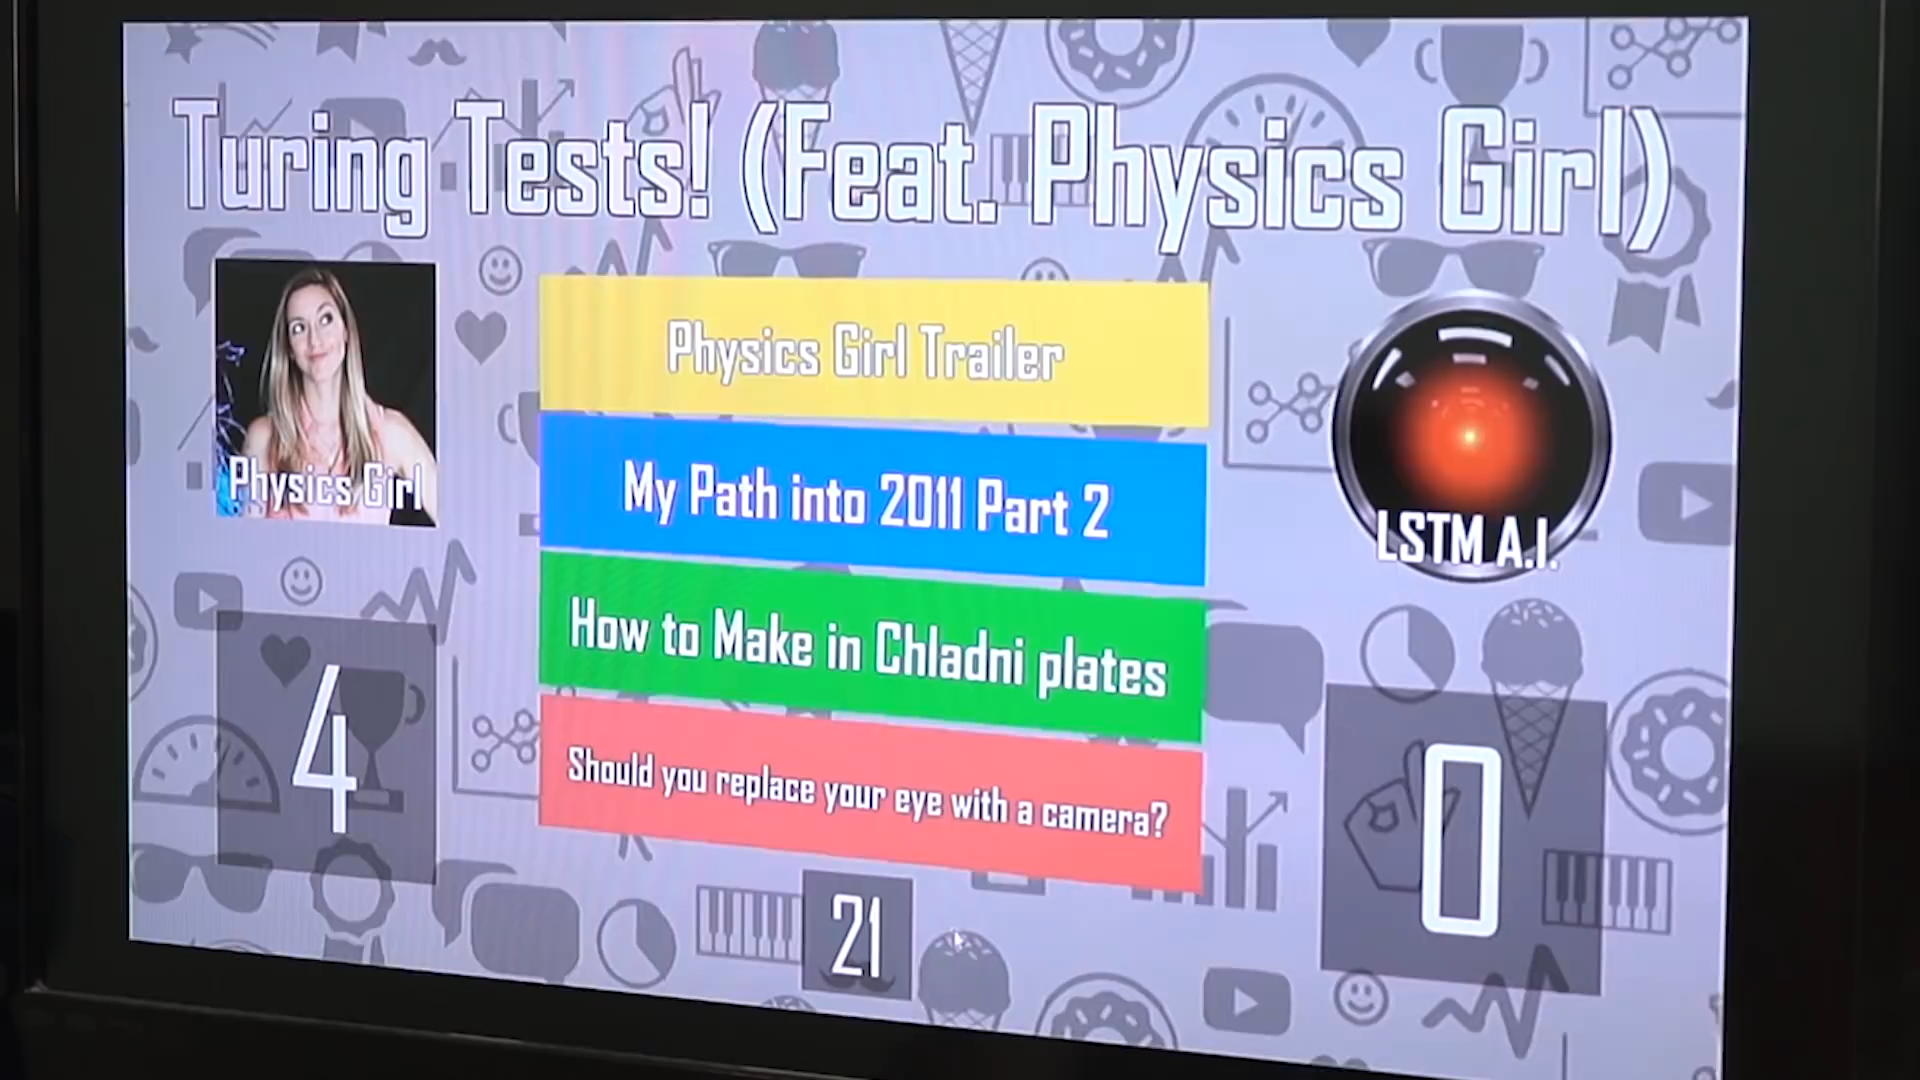 Turing Tests! (Feat. Physics Girl)
Physics Girl
Physics Girl Trailer
My Path into 2011 Part 2
How to Make in Chladni plates
Should you replace your eye with a camera?
LSTM A.I.
4
0
21